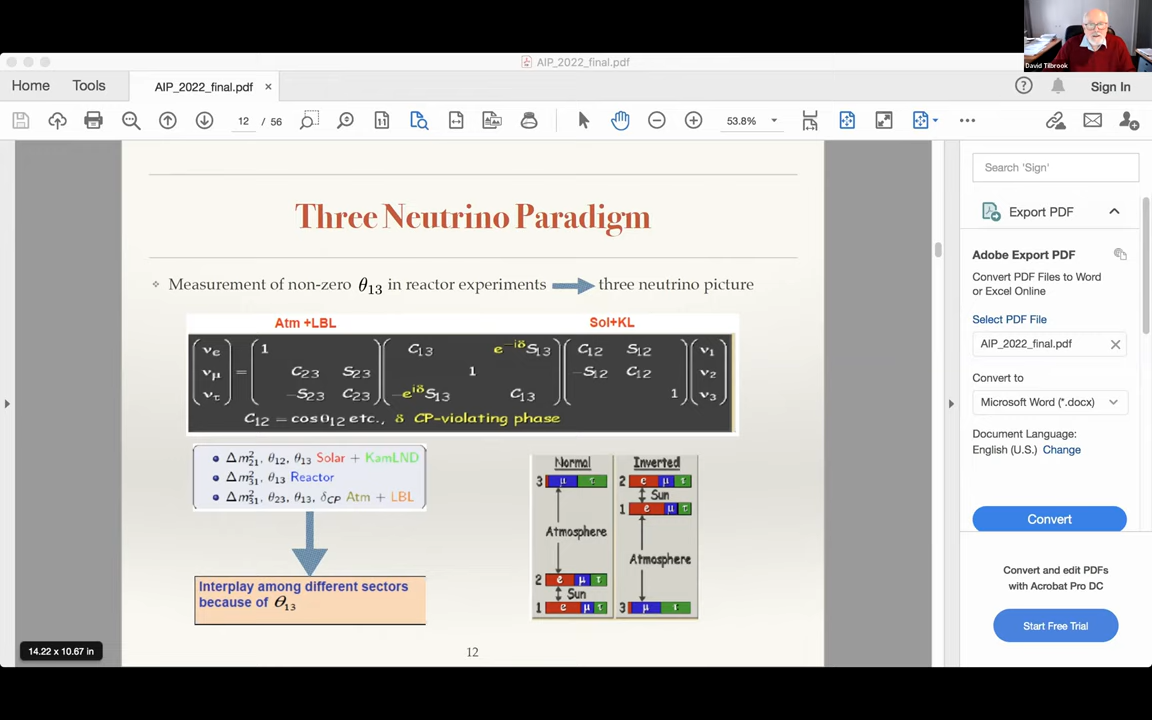 David Tilbrook
AIP_2022_final.pdf
Home Tools AIP_2022_final.pdf × Sign In
12 / 56 53.8%
Search 'Sign'
Export PDF
Adobe Export PDF
Convert PDF Files to Word
or Excel Online
Select PDF File
AIP_2022_final.pdf
Convert to
Microsoft Word (*.docx)
Document Language:
English (U.S.) Change
Convert
Convert and edit PDFs
with Acrobat Pro DC
Start Free Trial
Three Neutrino Paradigm
Measurement of non-zero θ13 in reactor experiments three neutrino picture
Atm +LBL Sol+KL
νe 1 C13 e^-iδ S13 C12 S12 ν1
νμ = C23 S23 1 -S12 C12 ν2
ντ -S23 C23 -e^iδ S13 C13 1 ν3
C12 = cosθ12 etc., δ CP-violating phase
• Δm²21, θ12, θ13 Solar + KamLND
• Δm²31, θ13 Reactor
• Δm²31, θ23, θ13, δCP Atm + LBL
Interplay among different sectors
because of θ13
Normal Inverted
3 μ τ 2 e μ τ
Sun
1 e μ τ
Atmosphere
Atmosphere
2 e μ τ
Sun
1 e μ τ 3 μ τ
12
14.22 x 10.67 in